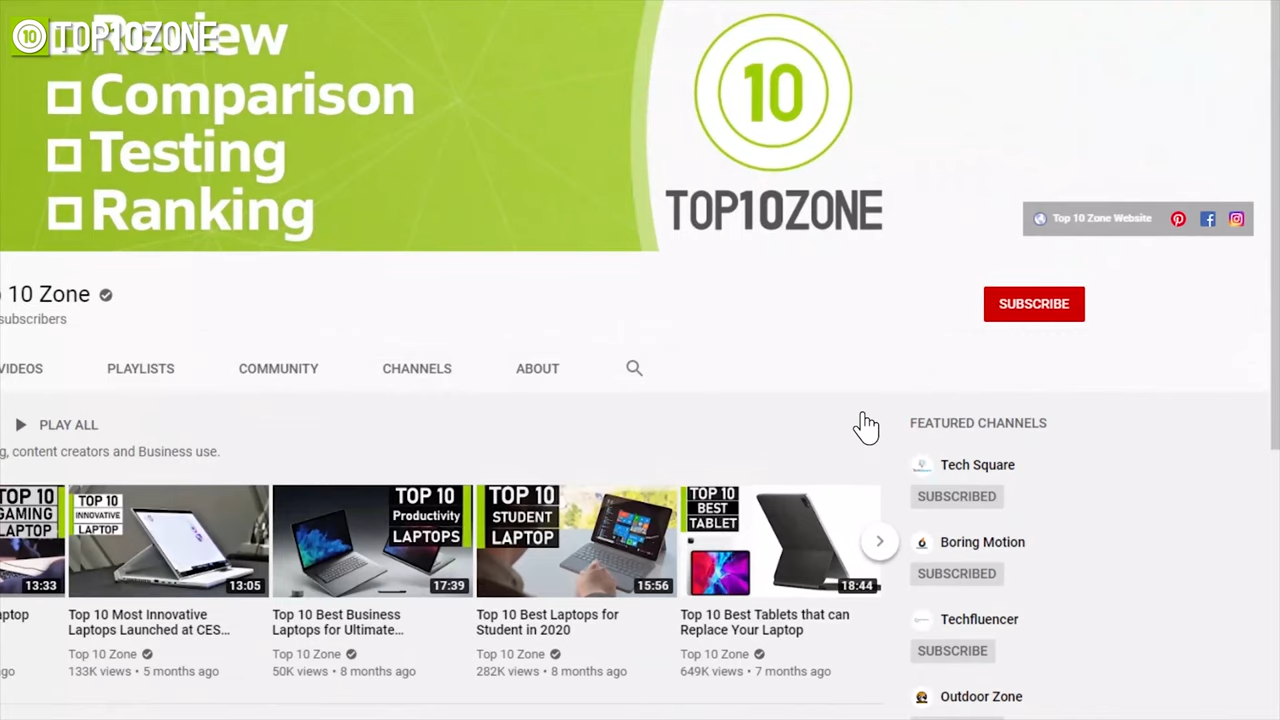 TOP10ZONE
Review
Comparison
Testing
Ranking
10
TOP10ZONE
Top 10 Zone Website
10 Zone
subscribers
SUBSCRIBE
VIDEOS
PLAYLISTS
COMMUNITY
CHANNELS
ABOUT
PLAY ALL
g, content creators and Business use.
FEATURED CHANNELS
Tech Square
SUBSCRIBED
Boring Motion
SUBSCRIBED
Techfluencer
SUBSCRIBE
Outdoor Zone
TOP 10
GAMING
LAPTOP
13:33
aptop
ago
TOP 10
INNOVATIVE
LAPTOP
13:05
Top 10 Most Innovative
Laptops Launched at CES...
Top 10 Zone
133K views • 5 months ago
TOP 10
Productivity
LAPTOPS
17:39
Top 10 Best Business
Laptops for Ultimate...
Top 10 Zone
50K views • 8 months ago
TOP 10
STUDENT
LAPTOP
15:56
Top 10 Best Laptops for
Student in 2020
Top 10 Zone
282K views • 8 months ago
TOP 10
BEST
TABLET
18:44
Top 10 Best Tablets that can
Replace Your Laptop
Top 10 Zone
649K views • 7 months ago